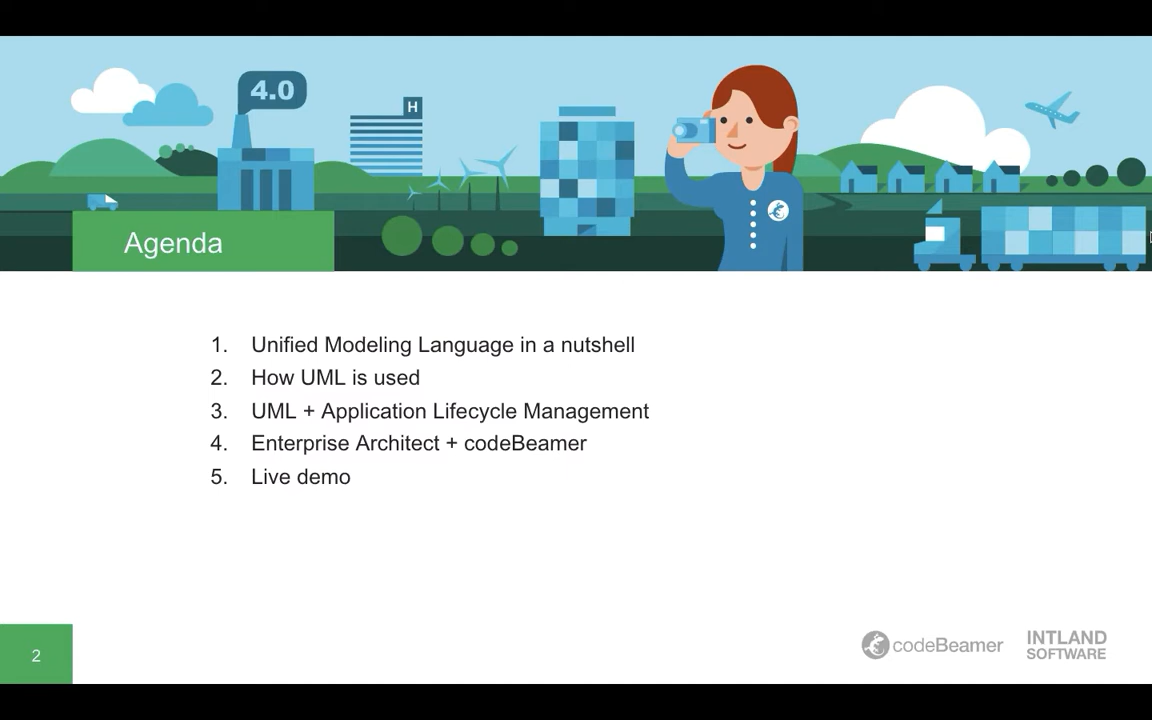 4.0
H
Agenda
1. Unified Modeling Language in a nutshell
2. How UML is used
3. UML + Application Lifecycle Management
4. Enterprise Architect + codeBeamer
5. Live demo
2
codeBeamer
INTLAND
SOFTWARE